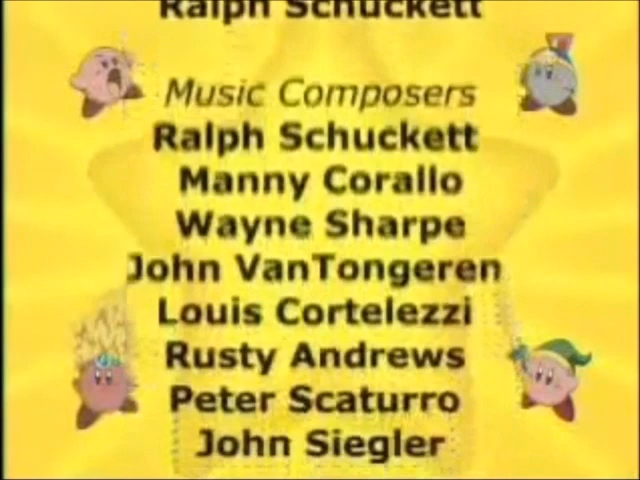 Ralph Schuckett
Music Composers
Ralph Schuckett
Manny Corallo
Wayne Sharpe
John VanTongeren
Louis Cortelezzi
Rusty Andrews
Peter Scaturro
John Siegler